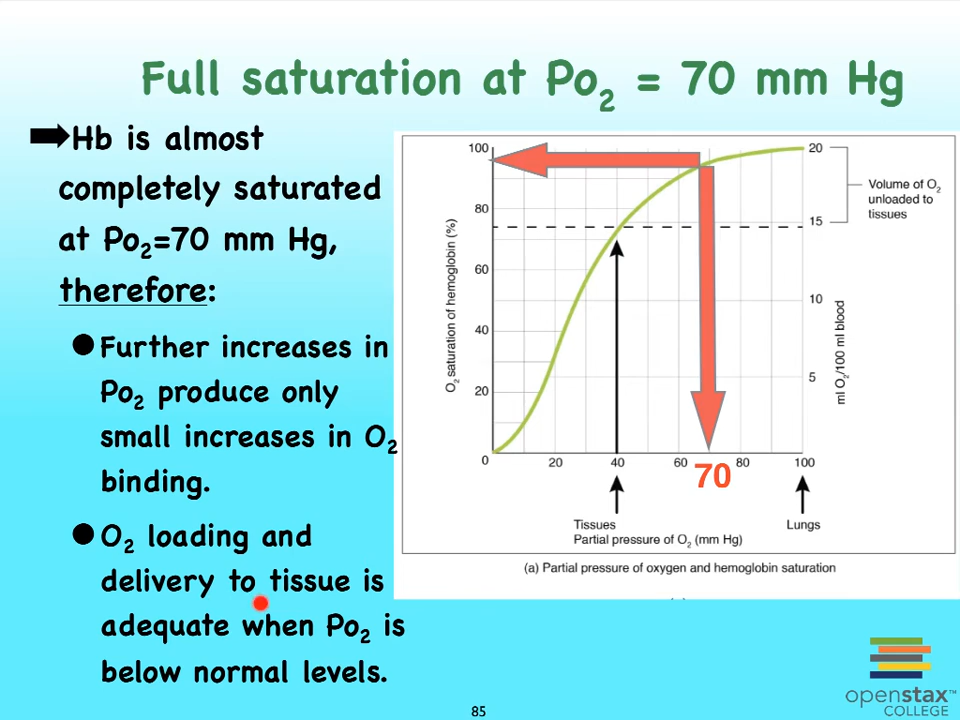 Full saturation at Po2 = 70 mm Hg
Hb is almost
completely saturated
at Po2=70 mm Hg,
therefore:
Further increases in
Po2 produce only
small increases in O2
binding.
O2 loading and
delivery to tissue is
adequate when Po2 is
below normal levels.
O2 saturation of hemoglobin (%)
100
80
60
40
20
0
20
40
60
70
80
100
20
15
10
5
ml O2/100 ml blood
Volume of O2
unloaded to
tissues
Tissues
Lungs
Partial pressure of O2 (mm Hg)
(a) Partial pressure of oxygen and hemoglobin saturation
85
openstax
COLLEGE